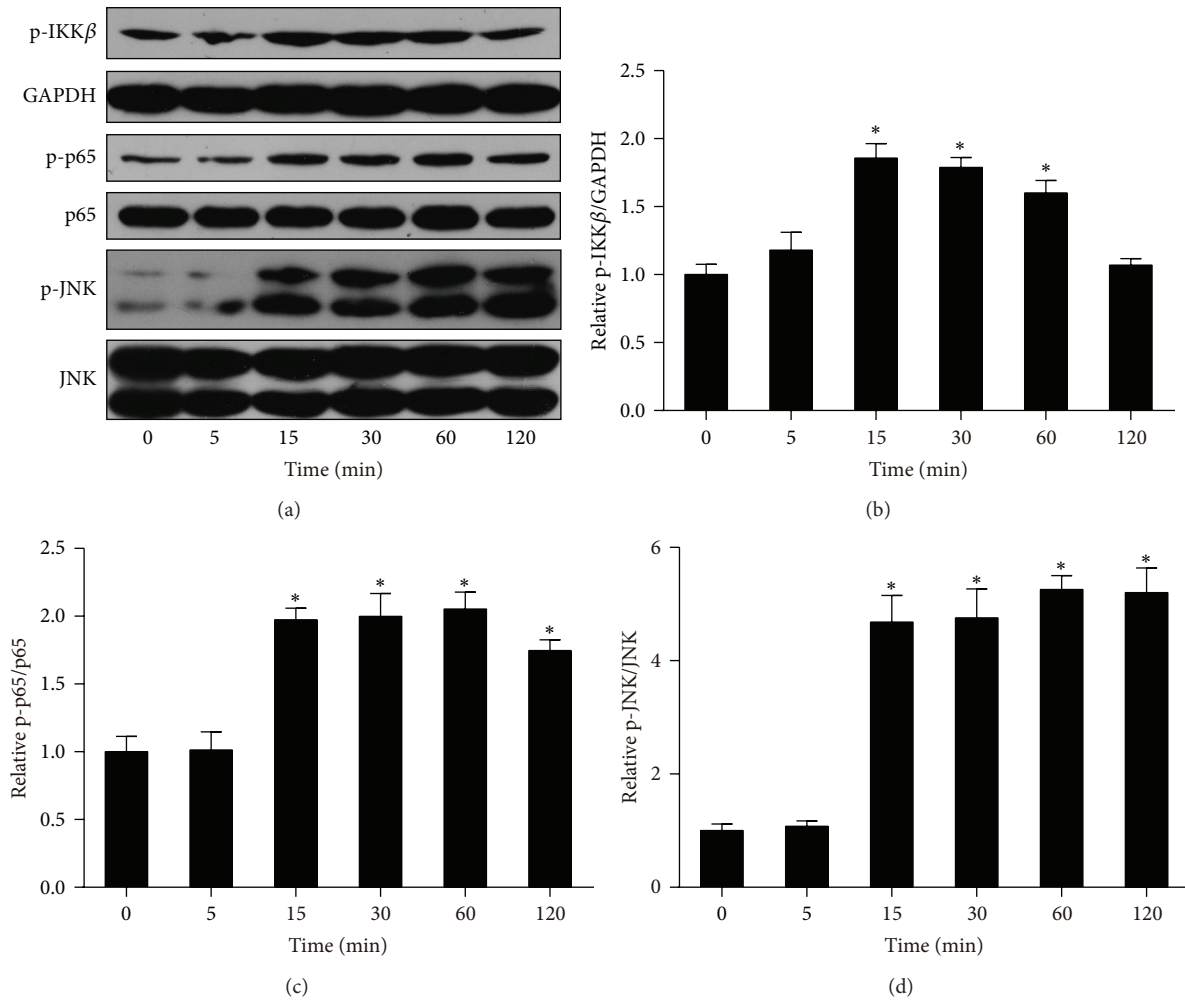 p-IKKβ
GAPDH
p-p65
p65
p-JNK
JNK
0 5 15 30 60 120
Time (min)
(a)
Relative p-IKKβ/GAPDH
2.5
2.0
1.5
1.0
0.5
0.0
* * *
0 5 15 30 60 120
Time (min)
(b)
Relative p-p65/p65
2.5
2.0
1.5
1.0
0.5
0.0
* * * *
0 5 15 30 60 120
Time (min)
(c)
Relative p-JNK/JNK
6
4
2
0
* * * *
0 5 15 30 60 120
Time (min)
(d)